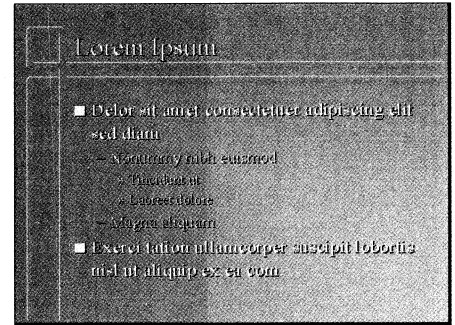 Lorem Ipsum
Delor sit amet consectetuer adipiscing elit
sed diam
– Nonummy nibh euismod
» Tincidunt ut
» Laoreet dolore
– Magna aliquam
Exerci tation ullamcorper suscipit lobortis
nisl ut aliquip ex ea com